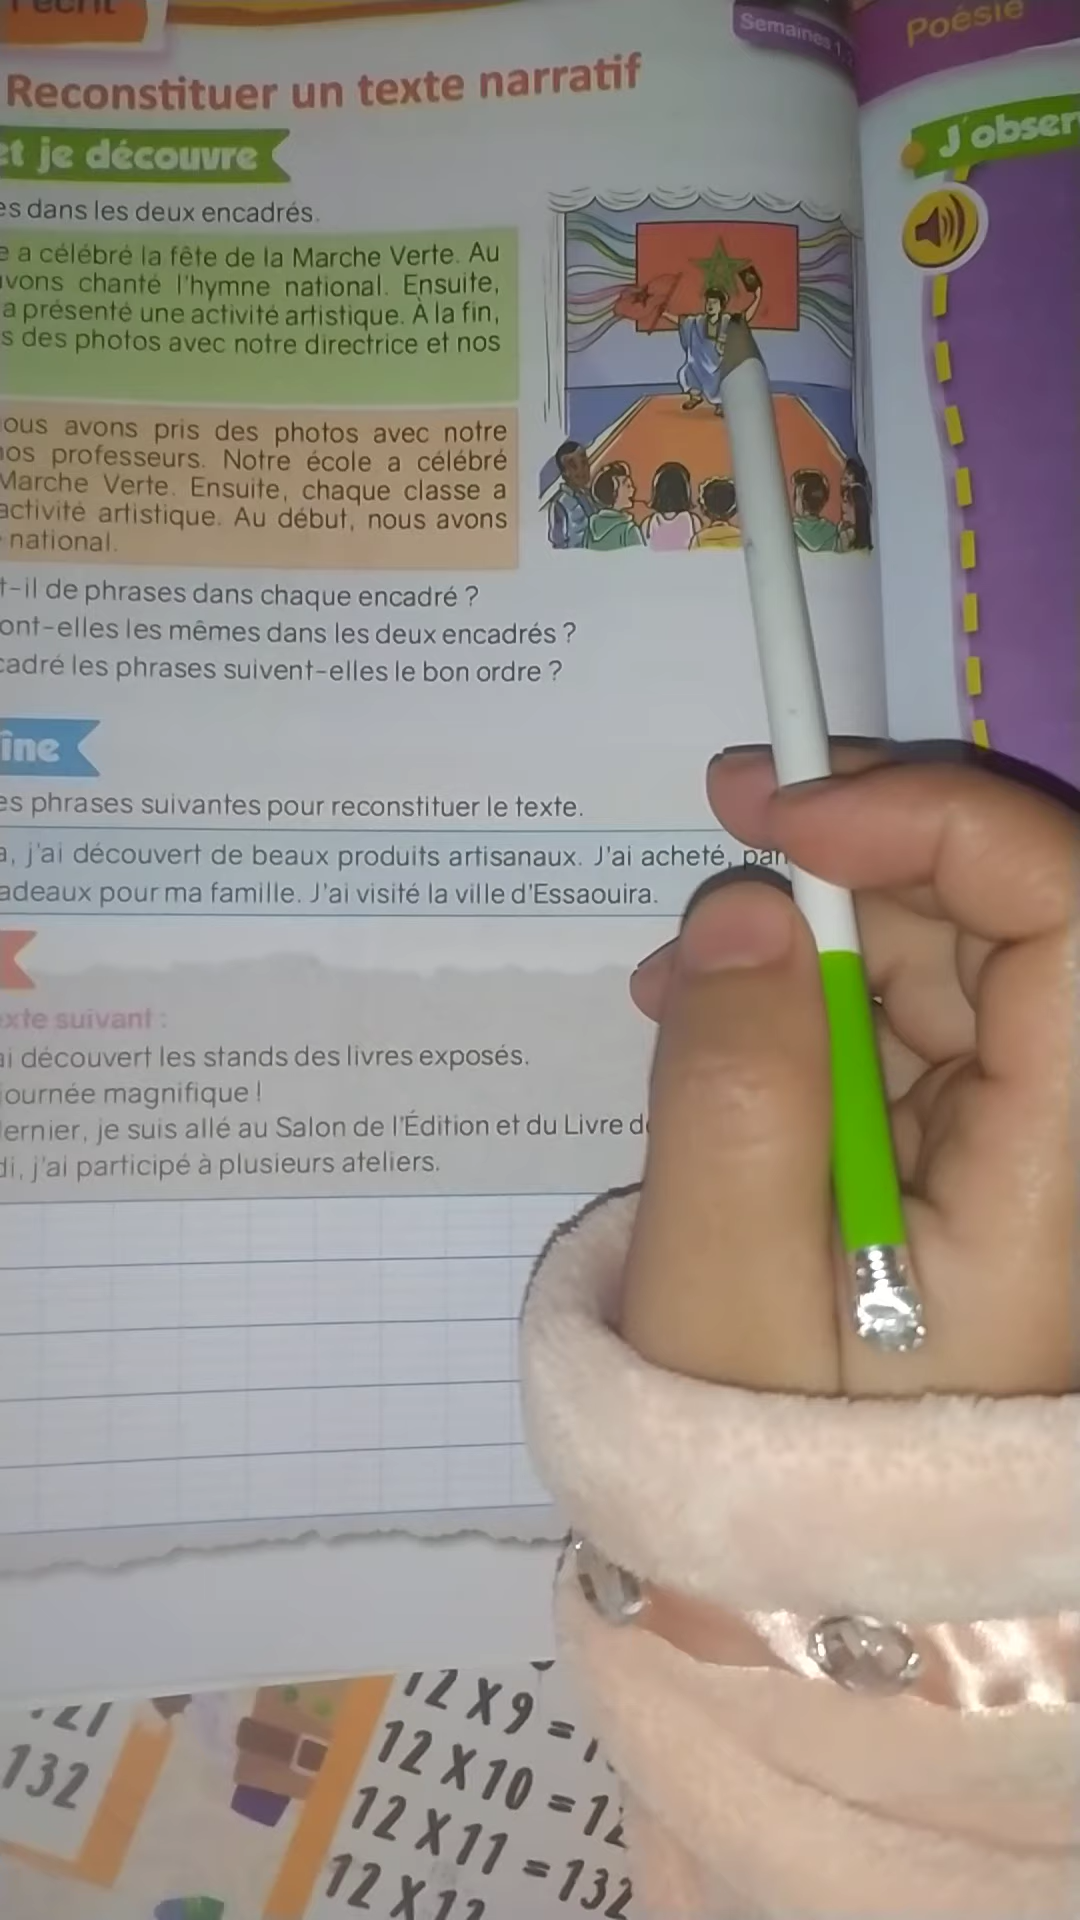 Semaines 1,
Poésie
Reconstituer un texte narratif
J'obser
et je découvre
es dans les deux encadrés.
e a célébré la fête de la Marche Verte. Au
avons chanté l'hymne national. Ensuite,
a présenté une activité artistique. À la fin,
s des photos avec notre directrice et nos
ous avons pris des photos avec notre
nos professeurs. Notre école a célébré
Marche Verte. Ensuite, chaque classe a
activité artistique. Au début, nous avons
national.
t-il de phrases dans chaque encadré ?
ont-elles les mêmes dans les deux encadrés ?
cadré les phrases suivent-elles le bon ordre ?
îne
es phrases suivantes pour reconstituer le texte.
a, j'ai découvert de beaux produits artisanaux. J'ai acheté, par
adeaux pour ma famille. J'ai visité la ville d'Essaouira.
exte suivant :
ai découvert les stands des livres exposés.
journée magnifique !
dernier, je suis allé au Salon de l'Édition et du Livre d
di, j'ai participé à plusieurs ateliers.
12 X 9 =
132
12 X 10 = 12
12 X 11 = 132
12 X 12